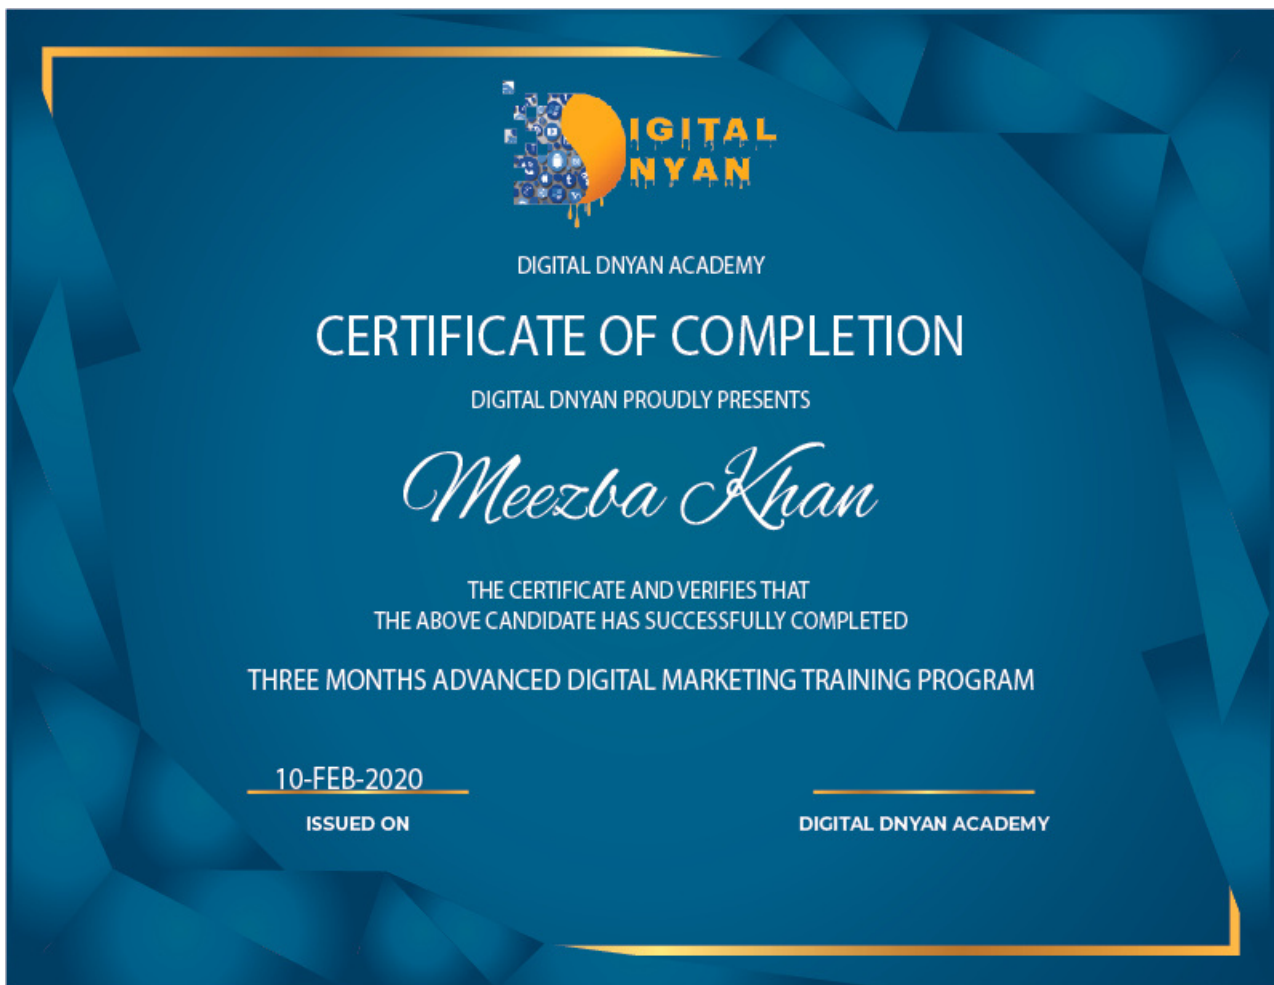 DIGITAL
DNYAN
DIGITAL DNYAN ACADEMY
CERTIFICATE OF COMPLETION
DIGITAL DNYAN PROUDLY PRESENTS
Meezba Khan
THE CERTIFICATE AND VERIFIES THAT
THE ABOVE CANDIDATE HAS SUCCESSFULLY COMPLETED
THREE MONTHS ADVANCED DIGITAL MARKETING TRAINING PROGRAM
10-FEB-2020
ISSUED ON
DIGITAL DNYAN ACADEMY